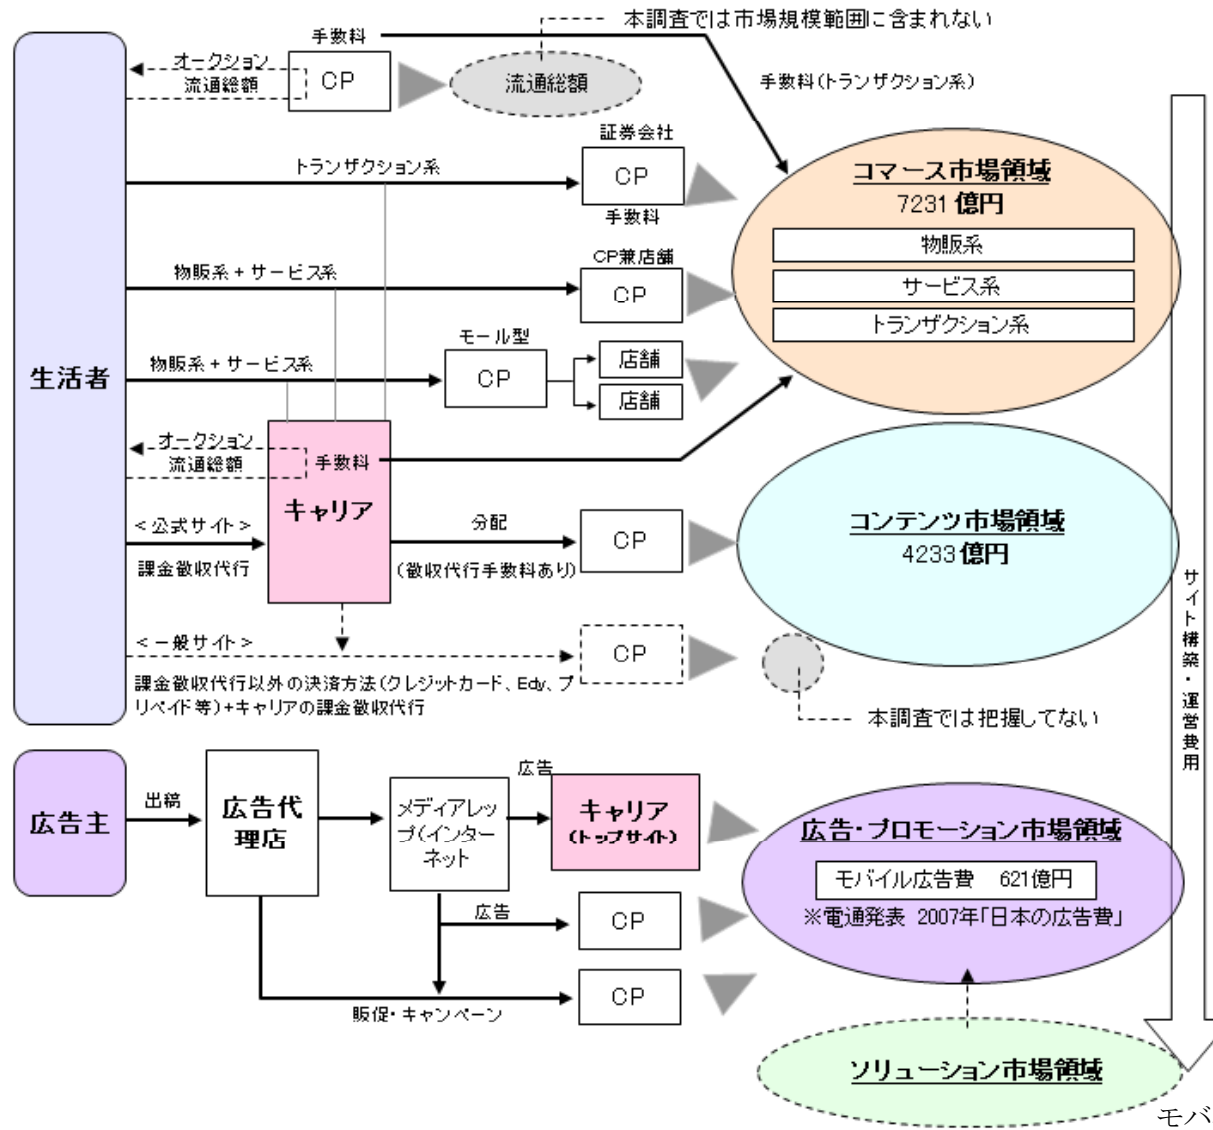 本調査では市場規模範囲に含まれない
手数料
オークション
流通総額
CP
流通総額
手数料(トランザクション系)
証券会社
トランザクション系
CP
手数料
コマース市場領域
7231 億円
物販系
サービス系
トランザクション系
CP兼店舗
物販系 + サービス系
CP
モール型
物販系 + サービス系
CP
店舗
店舗
生活者
オークション
流通総額
手数料
キャリア
<公式サイト>
課金徴収代行
分配
(徴収代行手数料あり)
CP
コンテンツ市場領域
4233 億円
<一般サイト>
CP
課金徴収代行以外の決済方法(クレジットカード、Edy、プ
リペイド等)+キャリアの課金徴収代行
本調査では把握してない
サイト構築・運営費用
広告主
出稿
広告代
理店
メディアレッ
プ(インター
ネット
広告
キャリア
(トップサイト)
広告・プロモーション市場領域
モバイル広告費 621億円
※電通発表 2007年「日本の広告費」
広告
CP
CP
販促・キャンペーン
ソリューション市場領域
モバ